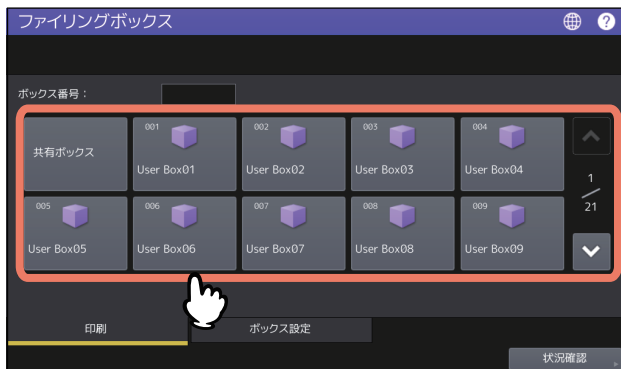 ファイリングボックス
?
ボックス番号：
共有ボックス
001
User Box01
002
User Box02
003
User Box03
004
User Box04
1
21
005
User Box05
006
User Box06
007
User Box07
008
User Box08
009
User Box09
印刷
ボックス設定
状況確認